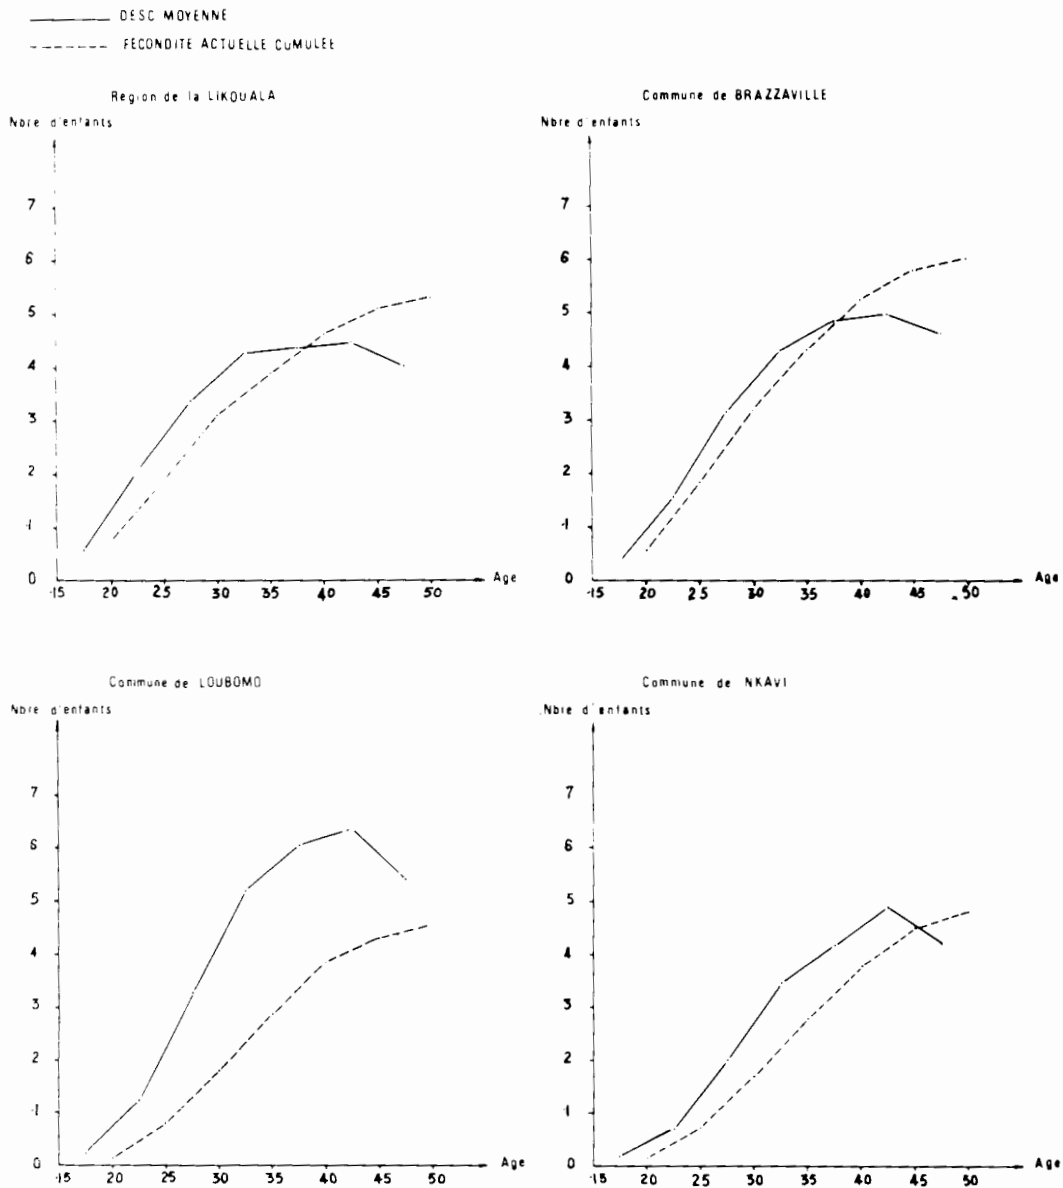 DESC MOYENNE
FECONDITE ACTUELLE CUMULEE
Région de la LIKOUALA
Nbre d'enfants
7
6
5
4
3
2
1
0
15 20 25 30 35 40 45 50 Age
Commune de BRAZZAVILLE
Nbre d'enfants
7
6
5
4
3
2
1
0
15 20 25 30 35 40 45 50 Age
Commune de LOUBOMO
Nbre d'enfants
7
6
5
4
3
2
1
0
15 20 25 30 35 40 45 50 Age
Commune de NKAVI
Nbre d'enfants
7
6
5
4
3
2
1
0
15 20 25 30 35 40 45 50 Age